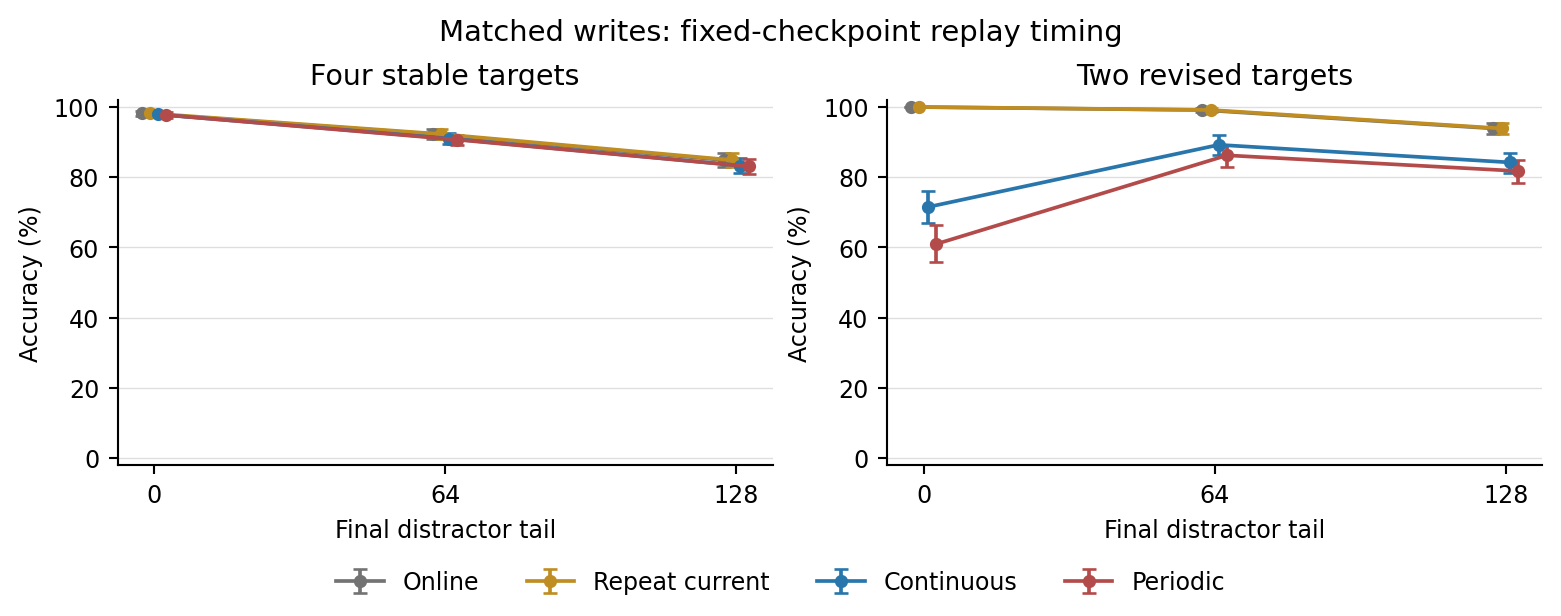 Matched writes: fixed-checkpoint replay timing
Four stable targets
Accuracy (%)
100
80
60
40
20
0
0 64 128
Final distractor tail
Two revised targets
Accuracy (%)
100
80
60
40
20
0
0 64 128
Final distractor tail
Online Repeat current Continuous Periodic